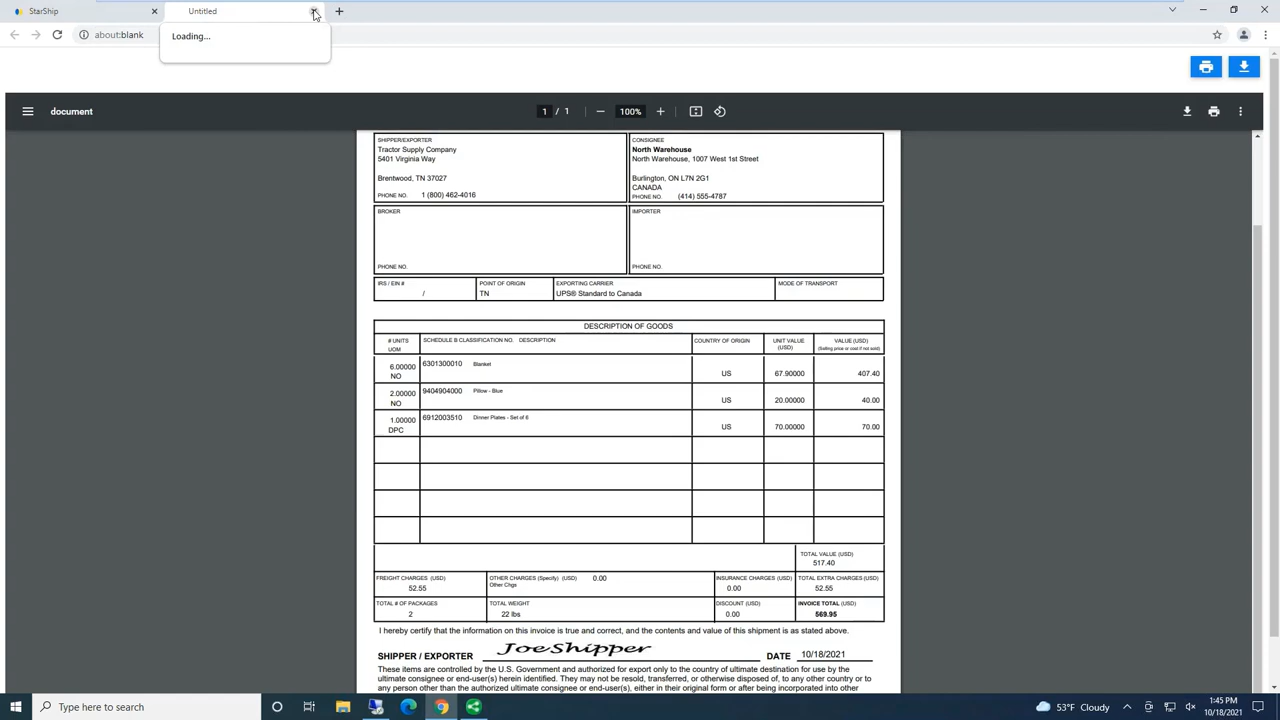 StarShip
Untitled
about:blank
Loading...
document
1 / 1
100%
SHIPPER/EXPORTER
Tractor Supply Company
5401 Virginia Way
Brentwood, TN 37027
PHONE NO. 1 (800) 462-4016
CONSIGNEE
North Warehouse
North Warehouse, 1007 West 1st Street
Burlington, ON L7N 2G1
CANADA
PHONE NO. (414) 555-4787
BROKER
PHONE NO.
IMPORTER
PHONE NO.
IRS / EIN #
/
POINT OF ORIGIN
TN
EXPORTING CARRIER
UPS® Standard to Canada
MODE OF TRANSPORT
DESCRIPTION OF GOODS
# UNITS
UOM
SCHEDULE B CLASSIFICATION NO. DESCRIPTION
COUNTRY OF ORIGIN
UNIT VALUE
(USD)
VALUE (USD)
(Selling price or cost if not sold)
6.00000
NO
6301300010 Blanket
US
67.90000
407.40
2.00000
NO
9404904000 Pillow - Blue
US
20.00000
40.00
1.00000
DPC
6912003510 Dinner Plates - Set of 6
US
70.00000
70.00
TOTAL VALUE (USD)
517.40
FREIGHT CHARGES (USD)
52.55
OTHER CHARGES (Specify) (USD) 0.00
Other Chgs
INSURANCE CHARGES (USD)
0.00
TOTAL EXTRA CHARGES (USD)
52.55
TOTAL # OF PACKAGES
2
TOTAL WEIGHT
22 lbs
DISCOUNT (USD)
0.00
INVOICE TOTAL (USD)
569.95
I hereby certify that the information on this invoice is true and correct, and the contents and value of this shipment is as stated above.
SHIPPER / EXPORTER Joe Shipper DATE 10/18/2021
These items are controlled by the U.S. Government and authorized for export only to the country of ultimate destination for use by the
ultimate consignee or end-user(s) herein identified. They may not be resold, transferred, or otherwise disposed of, to any other country or to
any person other than the authorized ultimate consignee or end-user(s), either in their original form or after being incorporated into other
Type here to search
53°F Cloudy
1:45 PM
10/18/2021